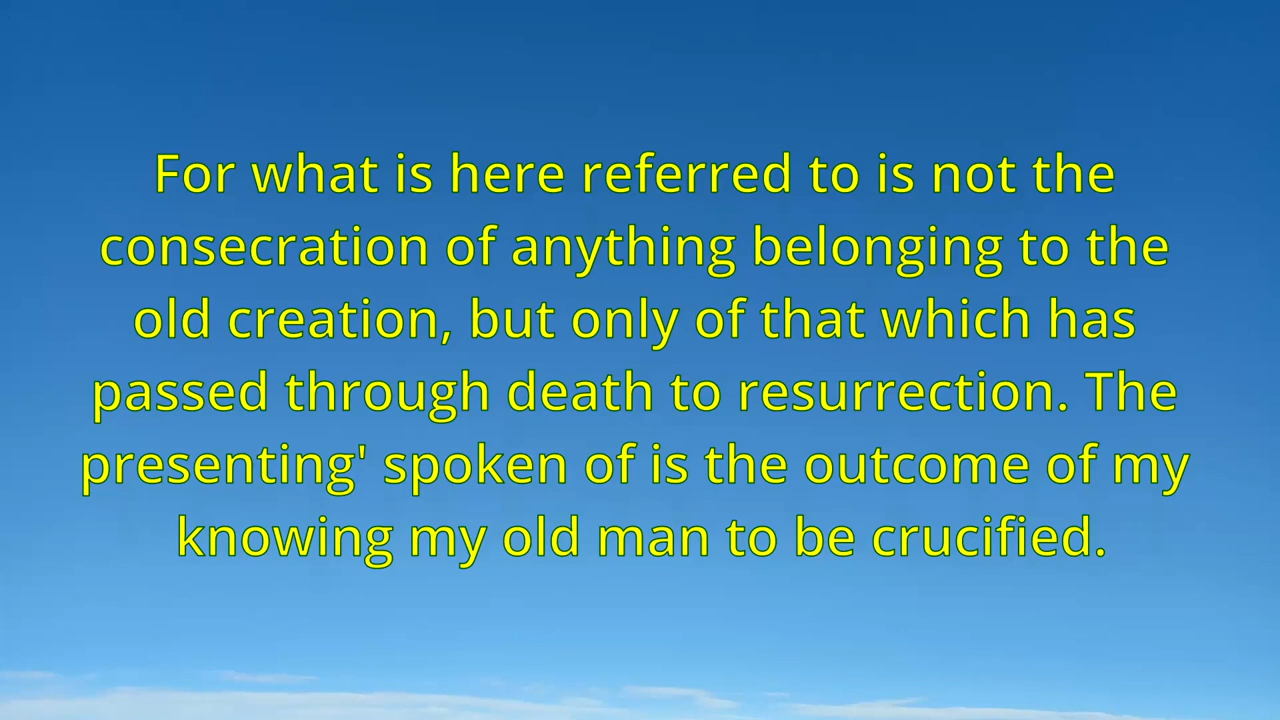 For what is here referred to is not the
consecration of anything belonging to the
old creation, but only of that which has
passed through death to resurrection. The
presenting' spoken of is the outcome of my
knowing my old man to be crucified.